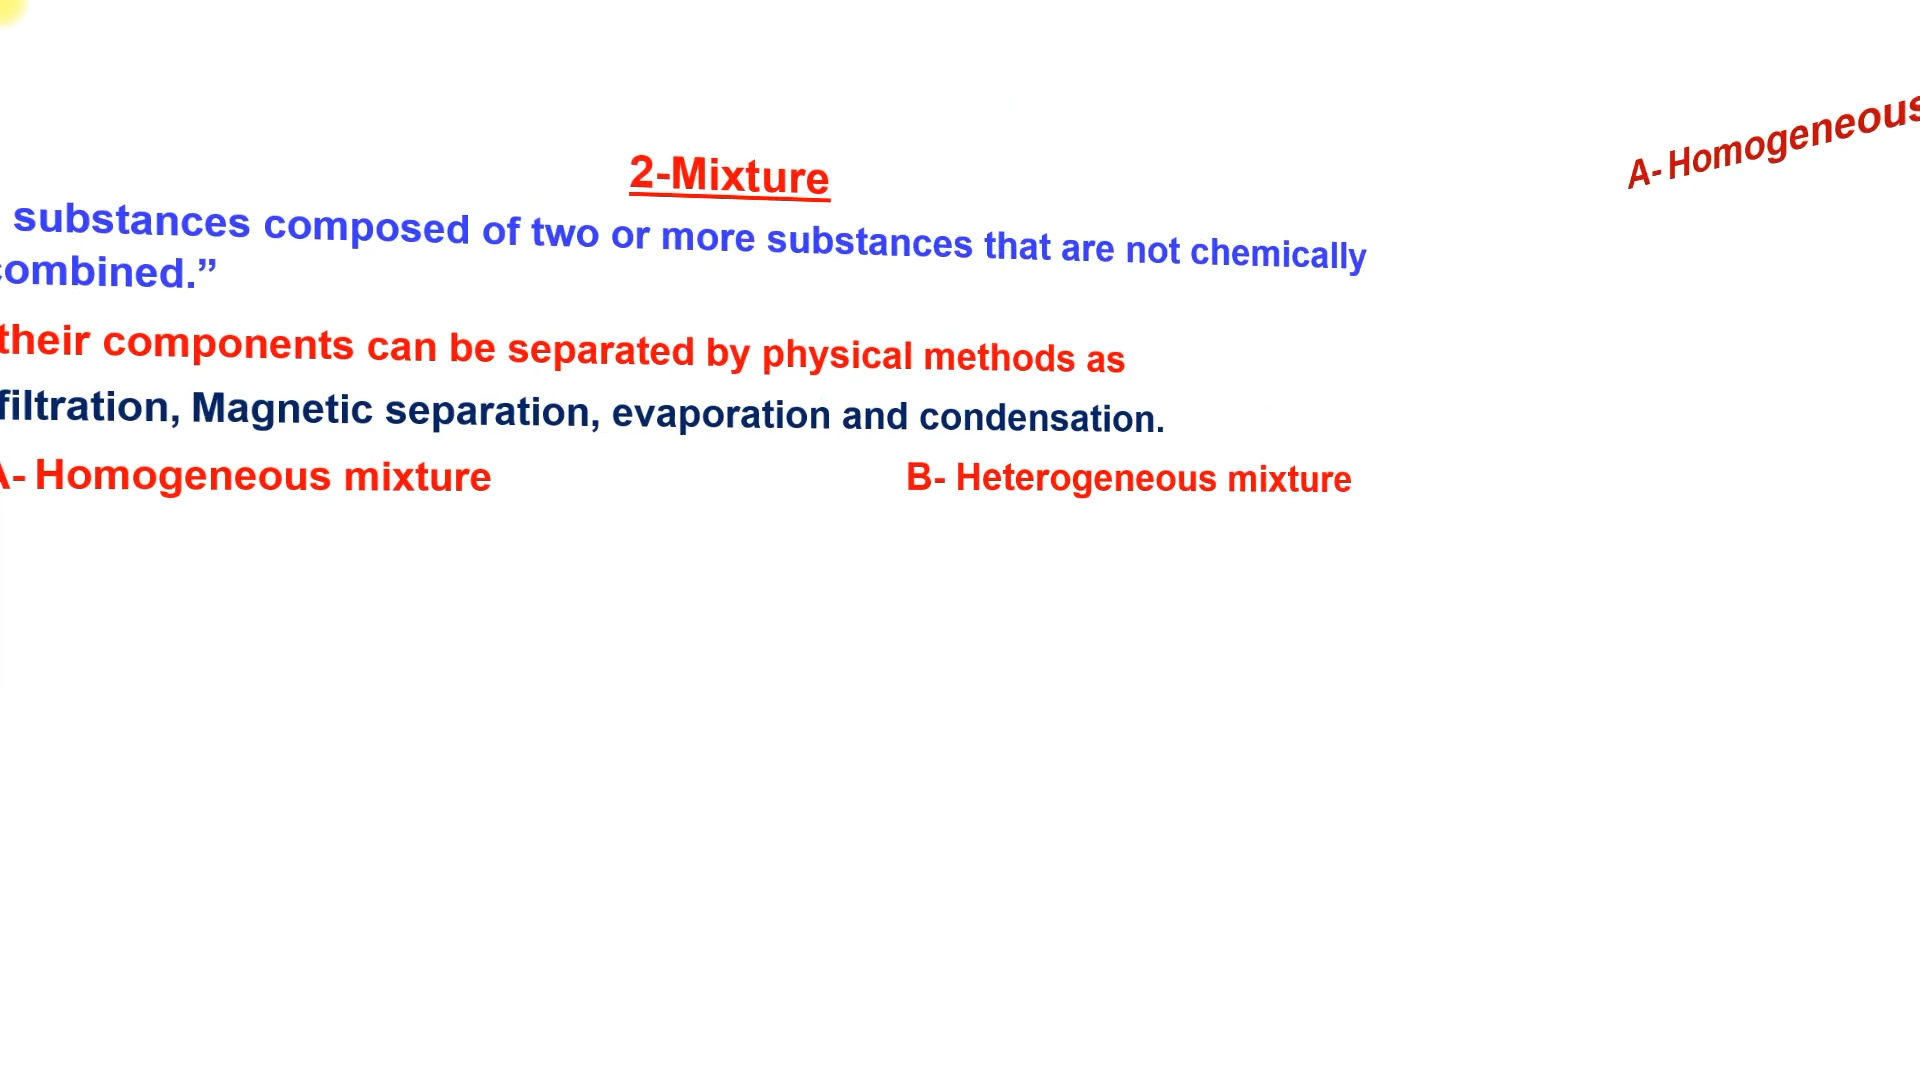 2-Mixture
substances composed of two or more substances that are not chemically
combined.”
their components can be separated by physical methods as
filtration, Magnetic separation, evaporation and condensation.
A- Homogeneous mixture
B- Heterogeneous mixture
A- Homogeneous